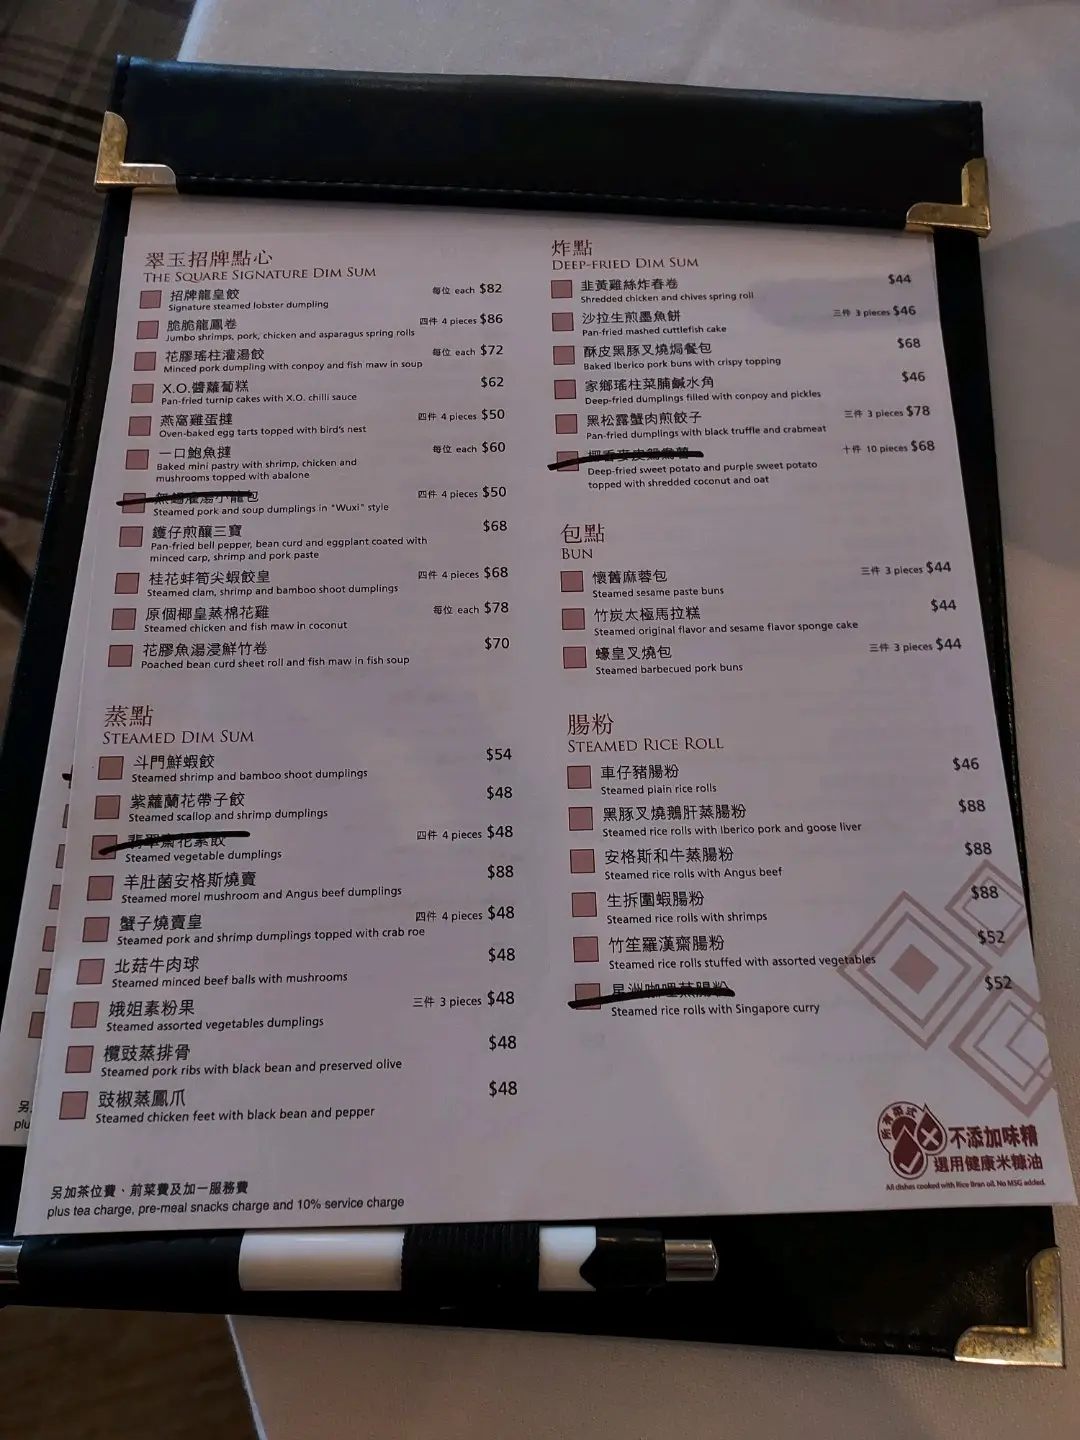 翠玉招牌點心
THE SQUARE SIGNATURE DIM SUM
招牌龍皇餃 每位 each $82
Signature steamed lobster dumpling
脆脆龍鳳卷 四件 4 pieces $86
Jumbo shrimps, pork, chicken and asparagus spring rolls
花膠瑤柱灌湯餃 每位 each $72
Minced pork dumpling with conpoy and fish maw in soup
X.O.醬蘿蔔糕 $62
Pan-fried turnip cakes with X.O. chilli sauce
燕窩雞蛋撻 四件 4 pieces $50
Oven-baked egg tarts topped with bird's nest
一口鮑魚撻 每位 each $60
Baked mini pastry with shrimp, chicken and
mushrooms topped with abalone
無錫灌湯小籠包 四件 4 pieces $50
Steamed pork and soup dumplings in "Wuxi" style
鑊仔煎釀三寶 $68
Pan-fried bell pepper, bean curd and eggplant coated with
minced carp, shrimp and pork paste
桂花蚌筍尖蝦餃皇 四件 4 pieces $68
Steamed clam, shrimp and bamboo shoot dumplings
原個椰皇蒸棉花雞 每位 each $78
Steamed chicken and fish maw in coconut
花膠魚湯浸鮮竹卷 $70
Poached bean curd sheet roll and fish maw in fish soup
蒸點
STEAMED DIM SUM
斗門鮮蝦餃 $54
Steamed shrimp and bamboo shoot dumplings
紫蘿蘭花帶子餃 $48
Steamed scallop and shrimp dumplings
翡翠齋花素餃 四件 4 pieces $48
Steamed vegetable dumplings
羊肚菌安格斯燒賣 $88
Steamed morel mushroom and Angus beef dumplings
蟹子燒賣皇 四件 4 pieces $48
Steamed pork and shrimp dumplings topped with crab roe
北菇牛肉球 $48
Steamed minced beef balls with mushrooms
娥姐素粉果 三件 3 pieces $48
Steamed assorted vegetables dumplings
欖豉蒸排骨 $48
Steamed pork ribs with black bean and preserved olive
豉椒蒸鳳爪 $48
Steamed chicken feet with black bean and pepper
另加茶位費、前菜費及加一服務費
plus tea charge, pre-meal snacks charge and 10% service charge
炸點
DEEP-FRIED DIM SUM
韭黃雞絲炸春卷 $44
Shredded chicken and chives spring roll
沙拉生煎墨魚餅 三件 3 pieces $46
Pan-fried mashed cuttlefish cake
酥皮黑豚叉燒焗餐包 $68
Baked Iberico pork buns with crispy topping
家鄉瑤柱菜脯鹹水角 $46
Deep-fried dumplings filled with conpoy and pickles
黑松露蟹肉煎餃子 三件 3 pieces $78
Pan-fried dumplings with black truffle and crabmeat
十件 10 pieces $68
Deep-fried sweet potato and purple sweet potato
topped with shredded coconut and oat
包點
BUN
懷舊麻蓉包 三件 3 pieces $44
Steamed sesame paste buns
竹炭太極馬拉糕 $44
Steamed original flavor and sesame flavor sponge cake
蠔皇叉燒包 三件 3 pieces $44
Steamed barbecued pork buns
腸粉
STEAMED RICE ROLL
車仔豬腸粉 $46
Steamed plain rice rolls
黑豚叉燒鵝肝蒸腸粉 $88
Steamed rice rolls with Iberico pork and goose liver
安格斯和牛蒸腸粉 $88
Steamed rice rolls with Angus beef
生拆圍蝦腸粉 $88
Steamed rice rolls with shrimps
竹笙羅漢齋腸粉 $52
Steamed rice rolls stuffed with assorted vegetables
星洲咖喱蒸腸粉 $52
Steamed rice rolls with Singapore curry
所有菜式
不添加味精
選用健康米糠油
All dishes cooked with Rice Bran oil. No MSG added.
另
plu